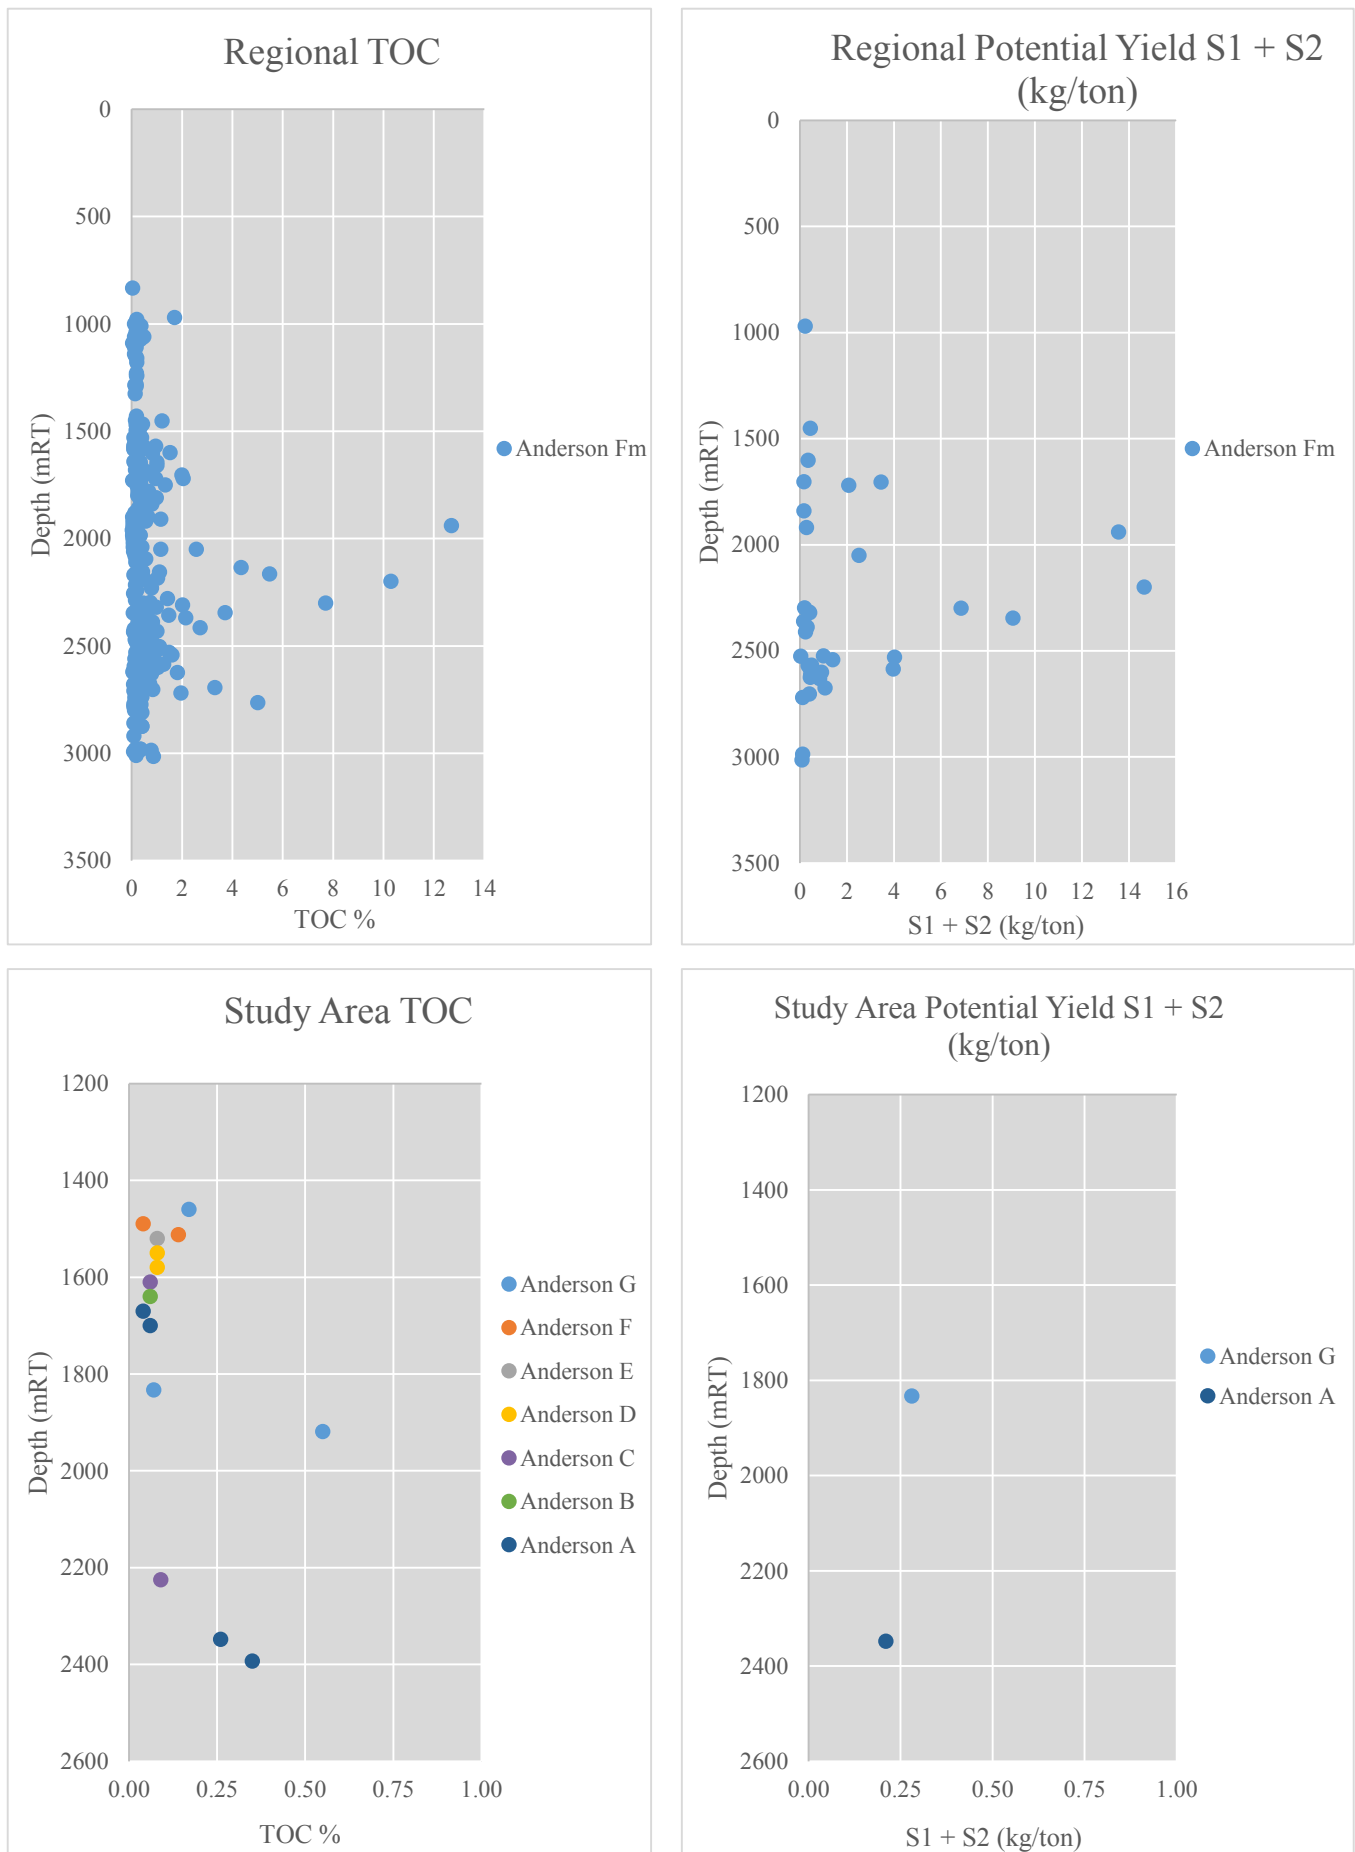 Regional TOC
0
500
1000
1500
2000
2500
3000
3500
0 2 4 6 8 10 12 14
Depth (mRT)
TOC %
Anderson Fm
Regional Potential Yield S1 + S2
(kg/ton)
0
500
1000
1500
2000
2500
3000
3500
0 2 4 6 8 10 12 14 16
Depth (mRT)
S1 + S2 (kg/ton)
Anderson Fm
Study Area TOC
1200
1400
1600
1800
2000
2200
2400
2600
0.00 0.25 0.50 0.75 1.00
Depth (mRT)
TOC %
Anderson G
Anderson F
Anderson E
Anderson D
Anderson C
Anderson B
Anderson A
Study Area Potential Yield S1 + S2
(kg/ton)
1200
1400
1600
1800
2000
2200
2400
2600
0.00 0.25 0.50 0.75 1.00
Depth (mRT)
S1 + S2 (kg/ton)
Anderson G
Anderson A